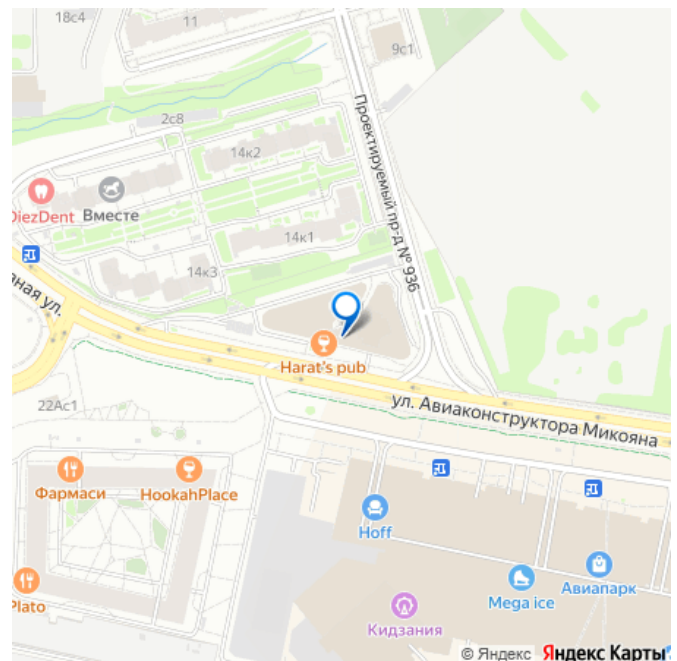 18с4
11
9с1
2с8
14к2
Проектируемый пр-д № 936
DiezDent
Вместе
14к1
14к3
ная ул.
Harat's pub
22Ас1
ул. Авиаконструктора Микояна
Фармаси
HookahPlace
Hoff
Plato
Mega ice
Авиапарк
Кидзания
© Яндекс Яндекс Карты